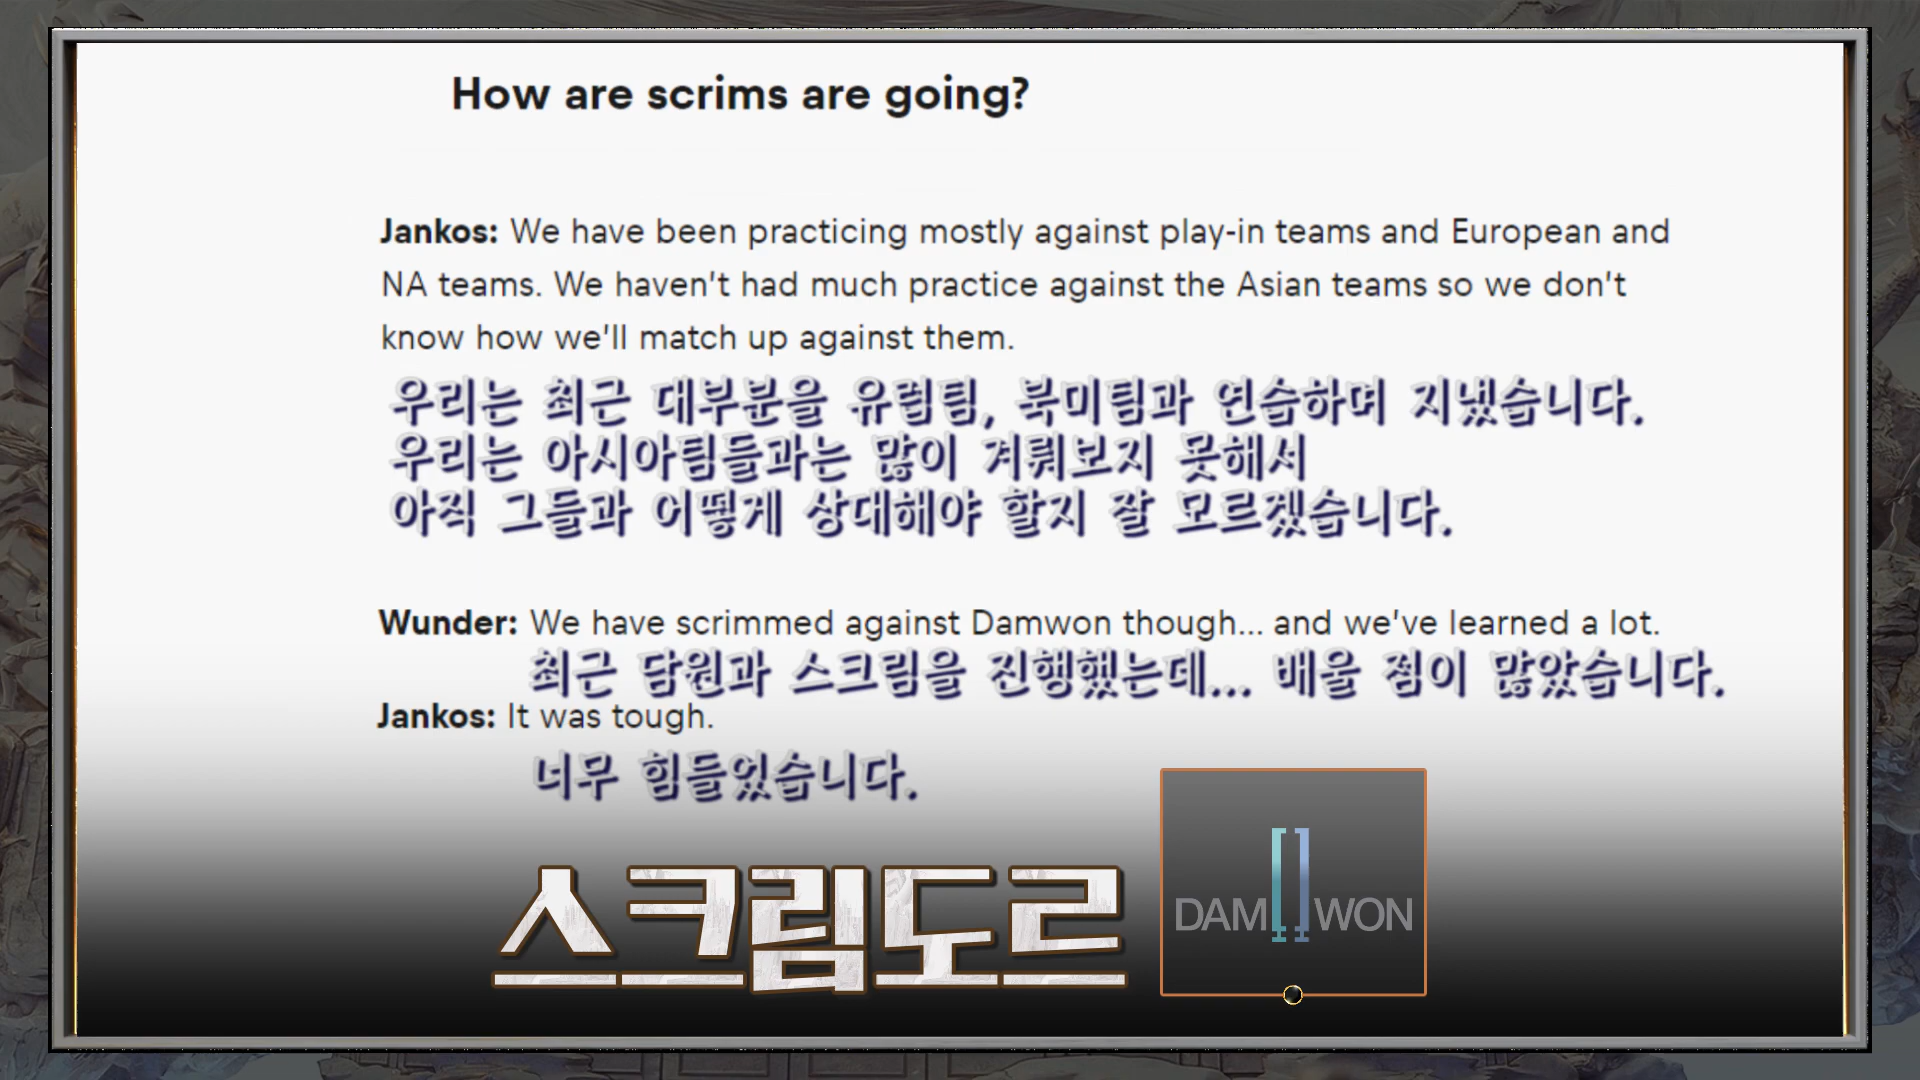 How are scrims are going?
Jankos: We have been practicing mostly against play-in teams and European and
NA teams. We haven't had much practice against the Asian teams so we don't
know how we'll match up against them.
우리는 최근 대부분을 유럽팀, 북미팀과 연습하며 지냈습니다.
우리는 아시아팀들과는 많이 겨뤄보지 못해서
아직 그들과 어떻게 상대해야 할지 잘 모르겠습니다.
Wunder: We have scrimmed against Damwon though... and we've learned a lot.
최근 담원과 스크림을 진행했는데... 배울 점이 많았습니다.
Jankos: It was tough.
너무 힘들었습니다.
스크림도르
DAMWON